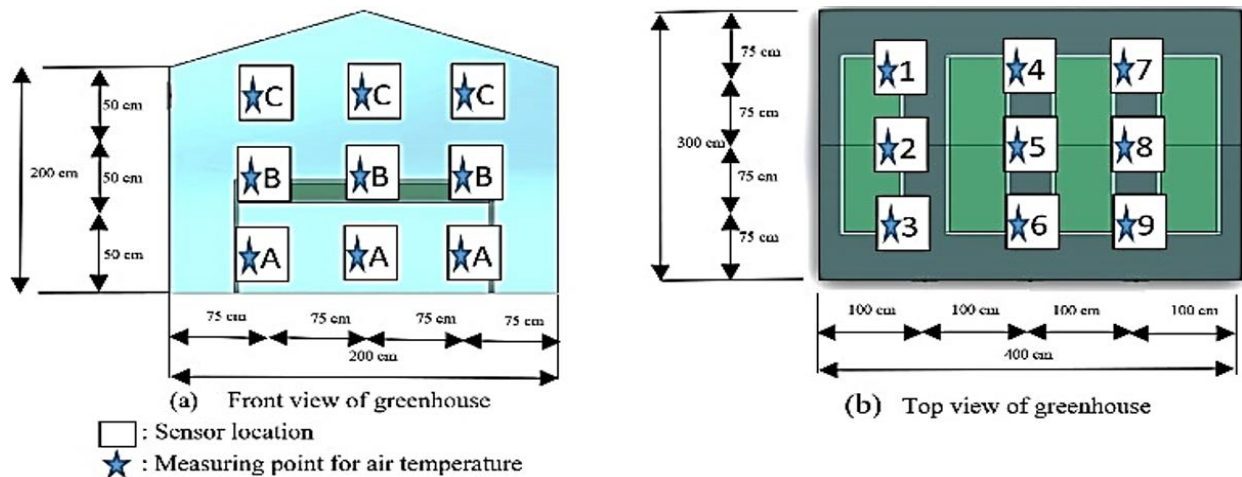 C C C
50 cm
200 cm
50 cm
B B B
50 cm
A A A
75 cm 75 cm 75 cm 75 cm
200 cm
(a) Front view of greenhouse
: Sensor location
: Measuring point for air temperature
75 cm
1 4 7
75 cm
300 cm
2 5 8
75 cm
3 6 9
75 cm
100 cm 100 cm 100 cm 100 cm
400 cm
(b) Top view of greenhouse